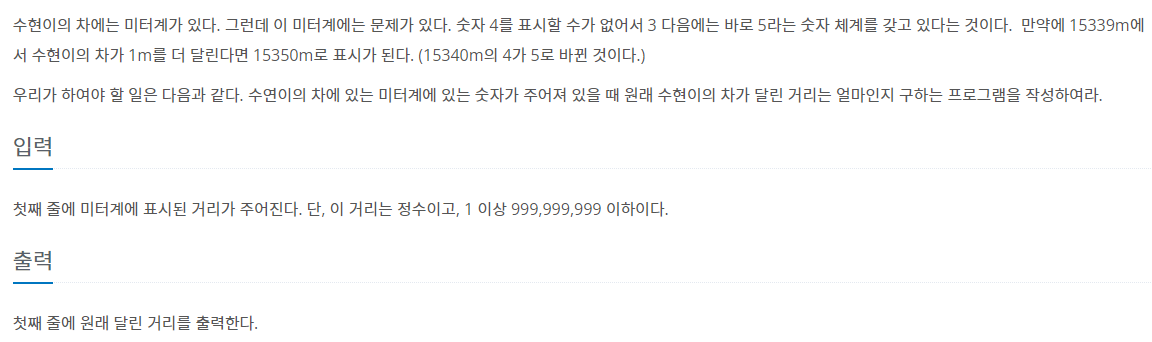 수현이의 차에는 미터계가 있다. 그런데 이 미터계에는 문제가 있다. 숫자 4를 표시할 수가 없어서 3 다음에는 바로 5라는 숫자 체계를 갖고 있다는 것이다.  만약에 15339m에
서 수현이의 차가 1m를 더 달린다면 15350m로 표시가 된다. (15340m의 4가 5로 바뀐 것이다.)
우리가 하여야 할 일은 다음과 같다. 수연이의 차에 있는 미터계에 있는 숫자가 주어져 있을 때 원래 수현이의 차가 달린 거리는 얼마인지 구하는 프로그램을 작성하여라.
입력
첫째 줄에 미터계에 표시된 거리가 주어진다. 단, 이 거리는 정수이고, 1 이상 999,999,999 이하이다.
출력
첫째 줄에 원래 달린 거리를 출력한다.